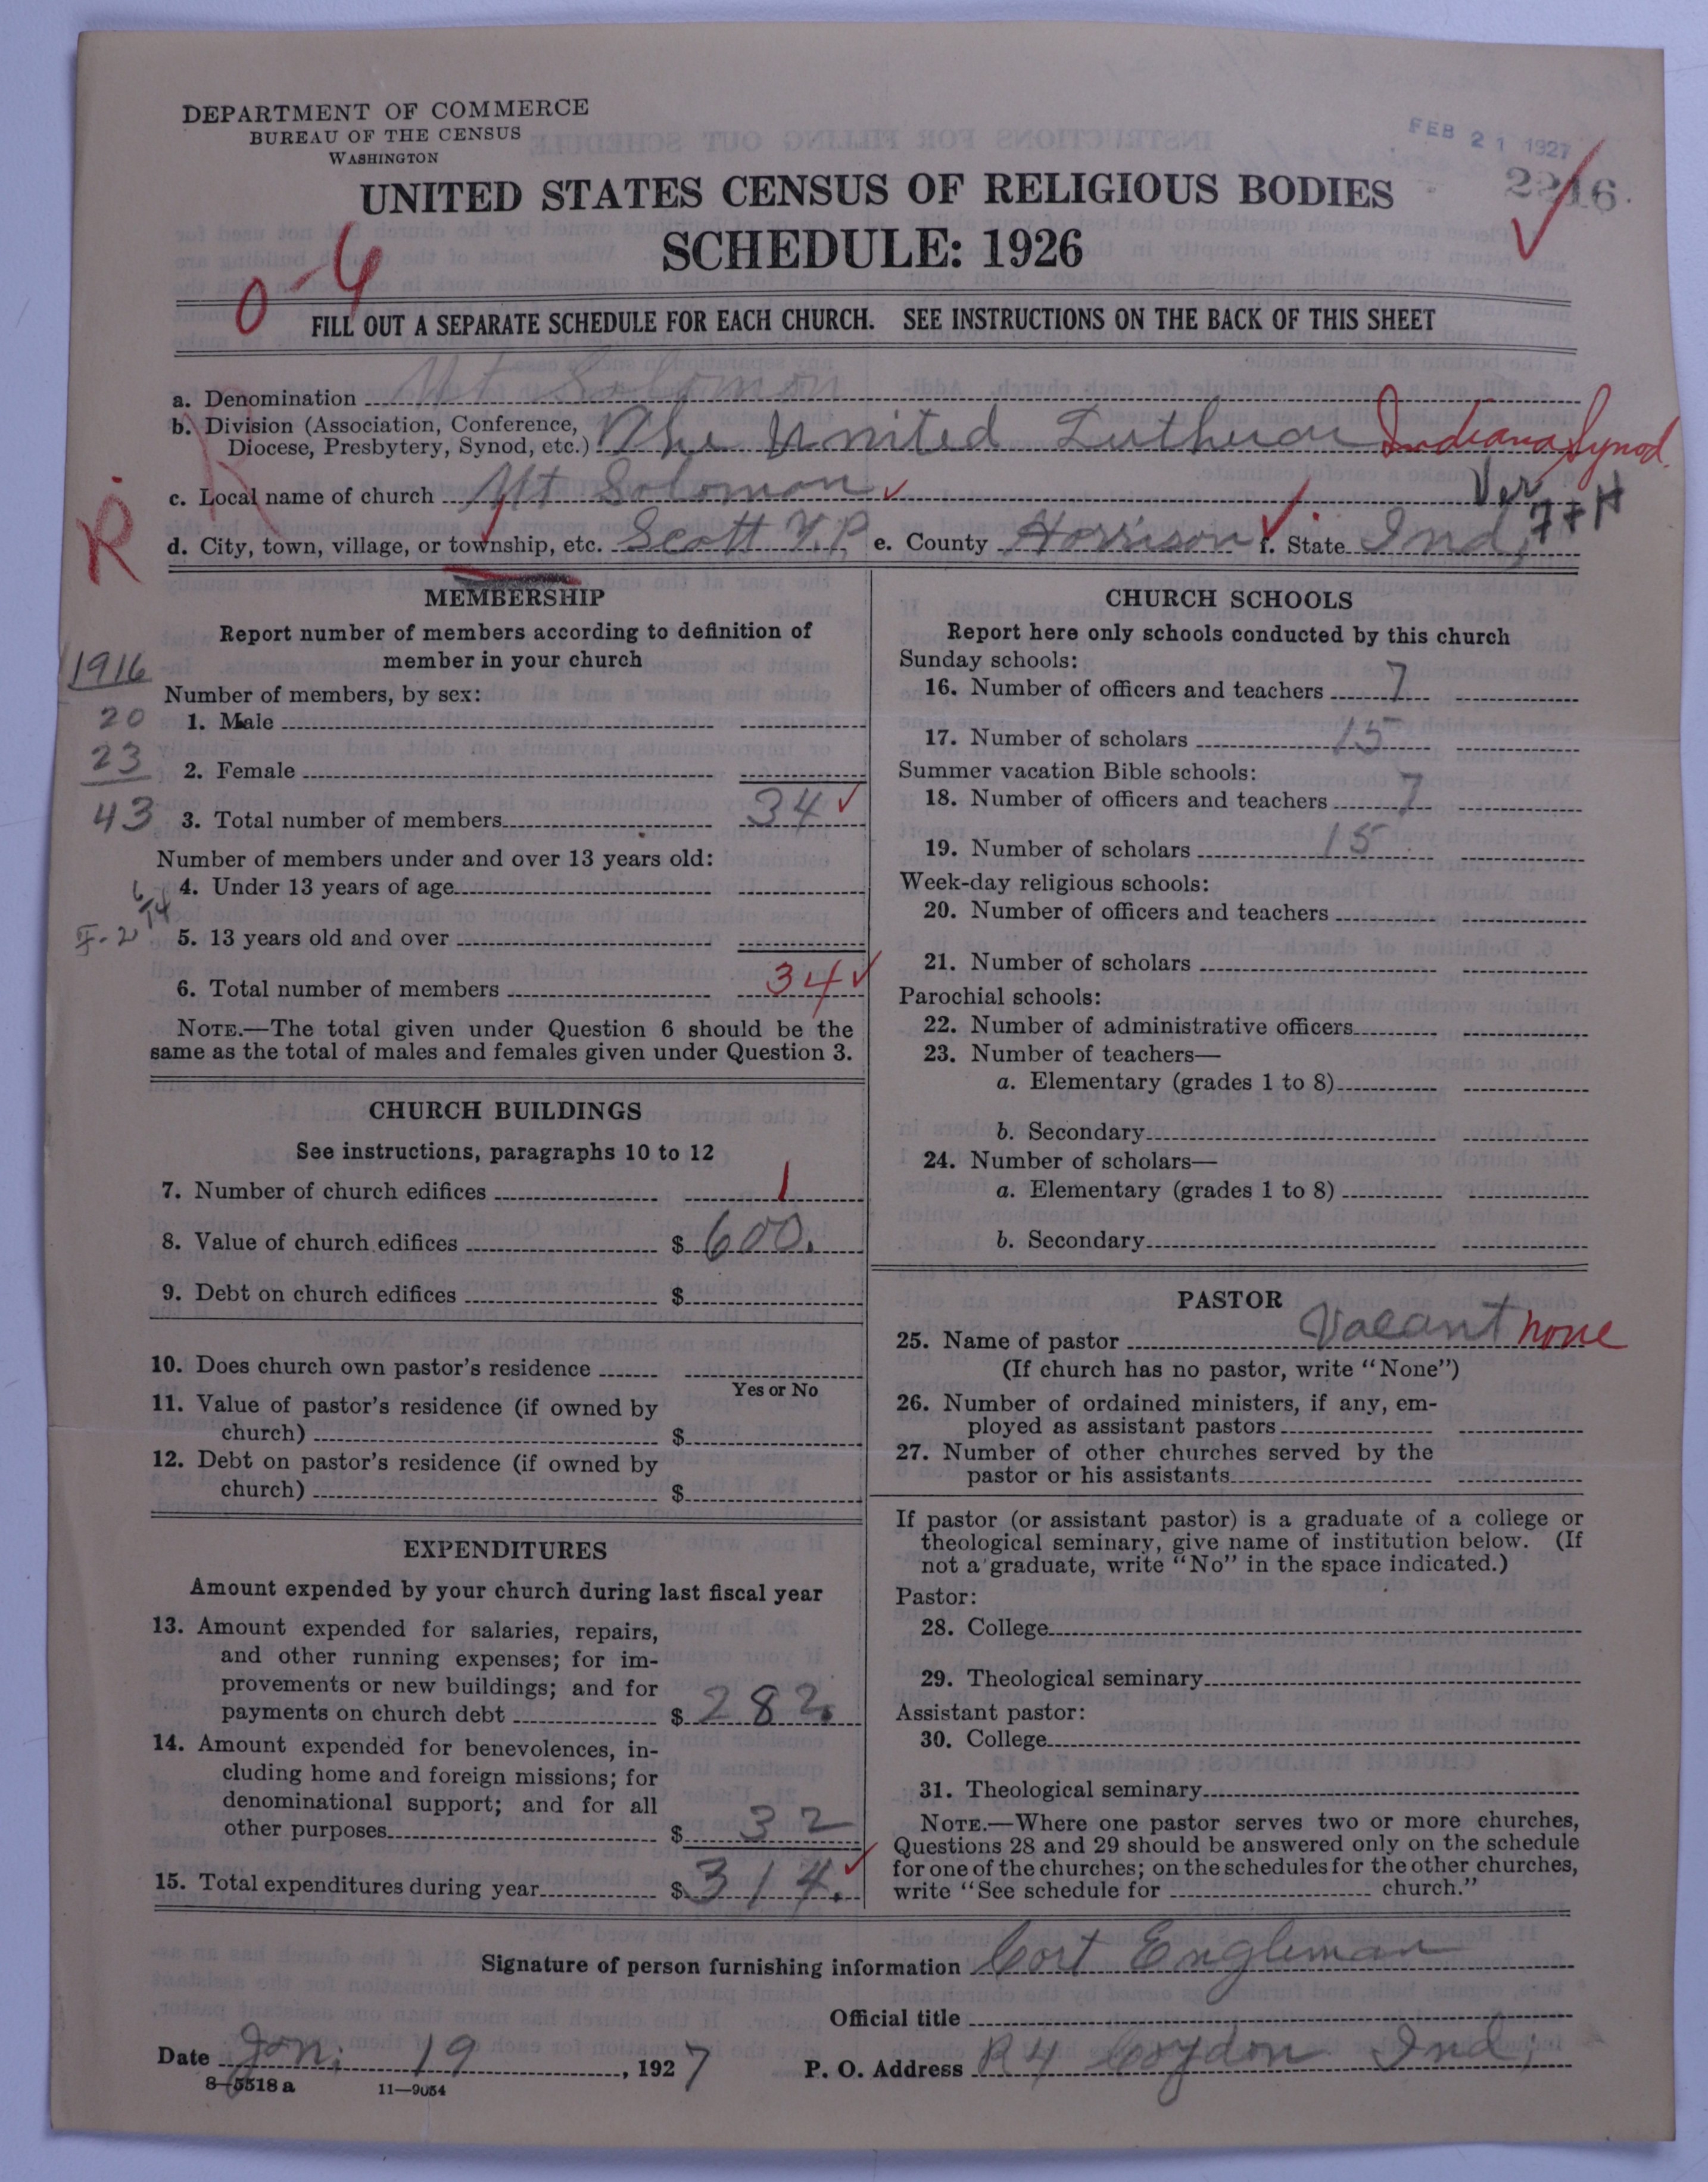 DEPARTMENT OF COMMERCE
BUREAU OF THE CENSUS
WASHINGTON
FEB 21 1927
2216
UNITED STATES CENSUS OF RELIGIOUS BODIES
SCHEDULE: 1926
0-4
FILL OUT A SEPARATE SCHEDULE FOR EACH CHURCH. SEE INSTRUCTIONS ON THE BACK OF THIS SHEET
a. Denomination Mt Solomon
b. Division (Association, Conference,
Diocese, Presbytery, Synod, etc.) The United Lutheran Indiana Synod.
c. Local name of church Mt Solomon Ver
7+H
R
d. City, town, village, or township, etc. Scott T.P. e. County Harrison f. State Ind,
MEMBERSHIP
Report number of members according to definition of
member in your church
1916
Number of members, by sex:
20 1. Male
23 2. Female
43 3. Total number of members 34
Number of members under and over 13 years old:
4. Under 13 years of age
5. 13 years old and over
6. Total number of members 34
NOTE.—The total given under Question 6 should be the
same as the total of males and females given under Question 3.
CHURCH BUILDINGS
See instructions, paragraphs 10 to 12
7. Number of church edifices 1
8. Value of church edifices $ 600.
9. Debt on church edifices $
10. Does church own pastor's residence
Yes or No
11. Value of pastor's residence (if owned by
church) $
12. Debt on pastor's residence (if owned by
church) $
EXPENDITURES
Amount expended by your church during last fiscal year
13. Amount expended for salaries, repairs,
and other running expenses; for im-
provements or new buildings; and for
payments on church debt $ 282
14. Amount expended for benevolences, in-
cluding home and foreign missions; for
denominational support; and for all
other purposes $ 32
15. Total expenditures during year $ 314.
CHURCH SCHOOLS
Report here only schools conducted by this church
Sunday schools:
16. Number of officers and teachers 7
17. Number of scholars 15
Summer vacation Bible schools:
18. Number of officers and teachers 7
19. Number of scholars 15
Week-day religious schools:
20. Number of officers and teachers
21. Number of scholars
Parochial schools:
22. Number of administrative officers
23. Number of teachers—
a. Elementary (grades 1 to 8)
b. Secondary
24. Number of scholars—
a. Elementary (grades 1 to 8)
b. Secondary
PASTOR
25. Name of pastor Vacant none
(If church has no pastor, write "None")
26. Number of ordained ministers, if any, em-
ployed as assistant pastors
27. Number of other churches served by the
pastor or his assistants
If pastor (or assistant pastor) is a graduate of a college or
theological seminary, give name of institution below. (If
not a graduate, write "No" in the space indicated.)
Pastor:
28. College
29. Theological seminary
Assistant pastor:
30. College
31. Theological seminary
NOTE.—Where one pastor serves two or more churches,
Questions 28 and 29 should be answered only on the schedule
for one of the churches; on the schedules for the other churches,
write "See schedule for church."
Signature of person furnishing information Cort Engleman
Official title
Date Jan. 19, 1927 P. O. Address R 4 Coydon Ind,
8—5518 a 11—9054